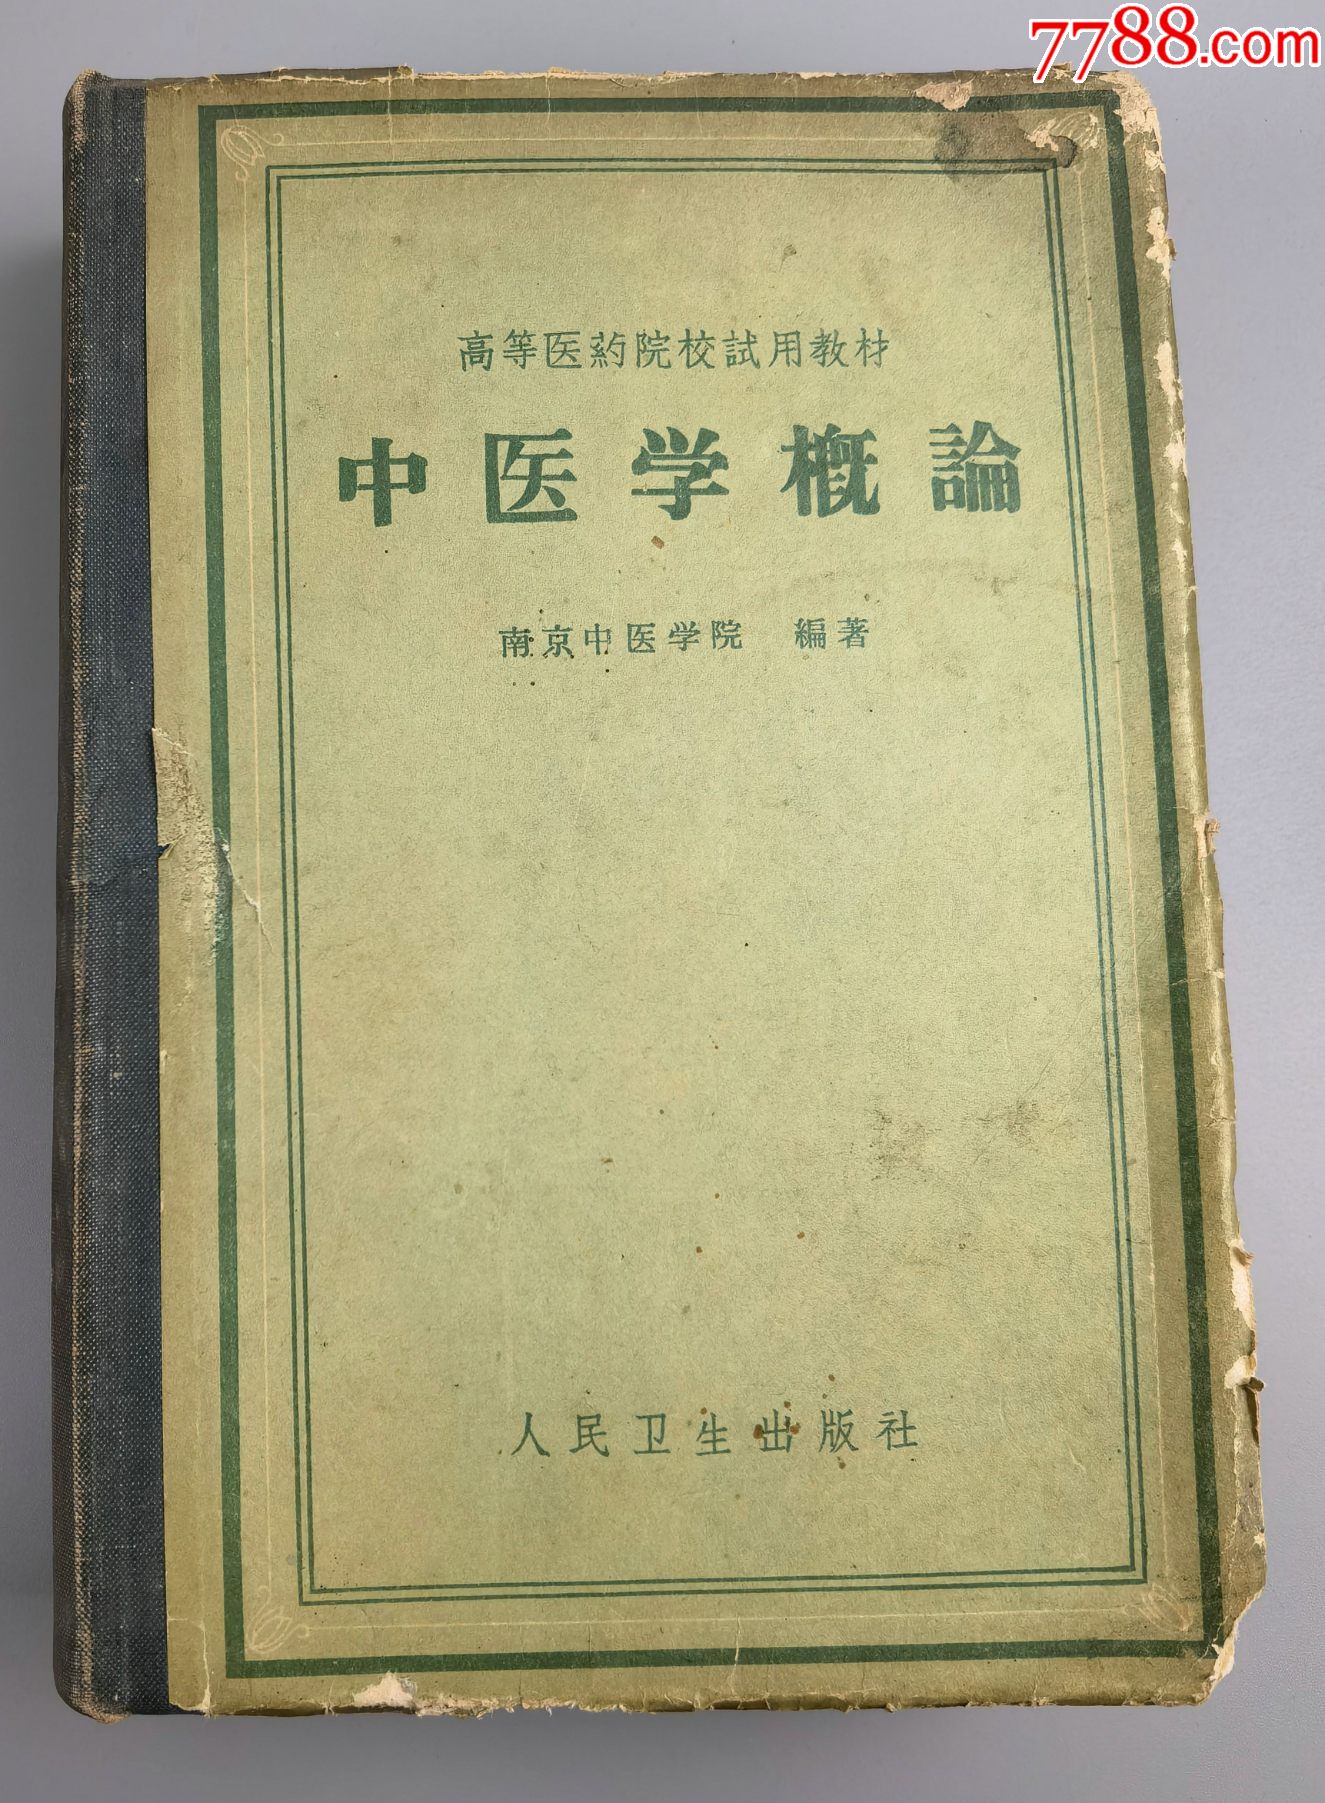 7788.com
高等医葯院校試用教材
中医学概論
南京中医学院 編著
人民卫生出版社